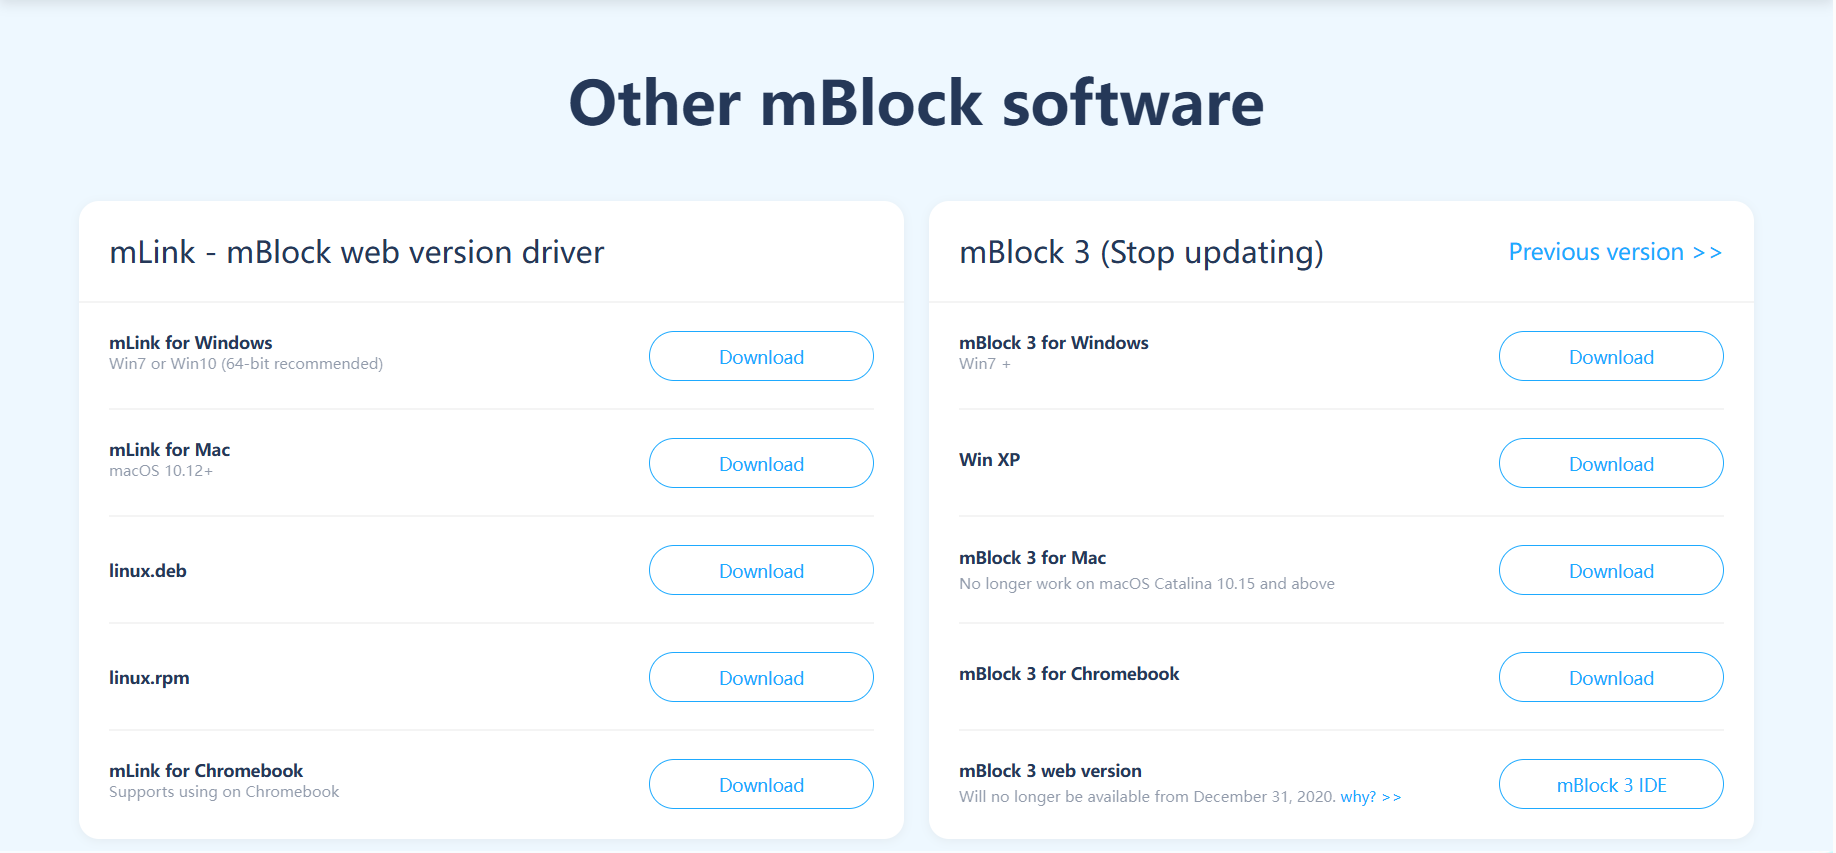 Other mBlock software
mLink - mBlock web version driver
mLink for Windows
Win7 or Win10 (64-bit recommended)
Download
mLink for Mac
macOS 10.12+
Download
linux.deb
Download
linux.rpm
Download
mLink for Chromebook
Supports using on Chromebook
Download
mBlock 3 (Stop updating)
Previous version >>
mBlock 3 for Windows
Win7 +
Download
Win XP
Download
mBlock 3 for Mac
No longer work on macOS Catalina 10.15 and above
Download
mBlock 3 for Chromebook
Download
mBlock 3 web version
Will no longer be available from December 31, 2020. why? >>
mBlock 3 IDE